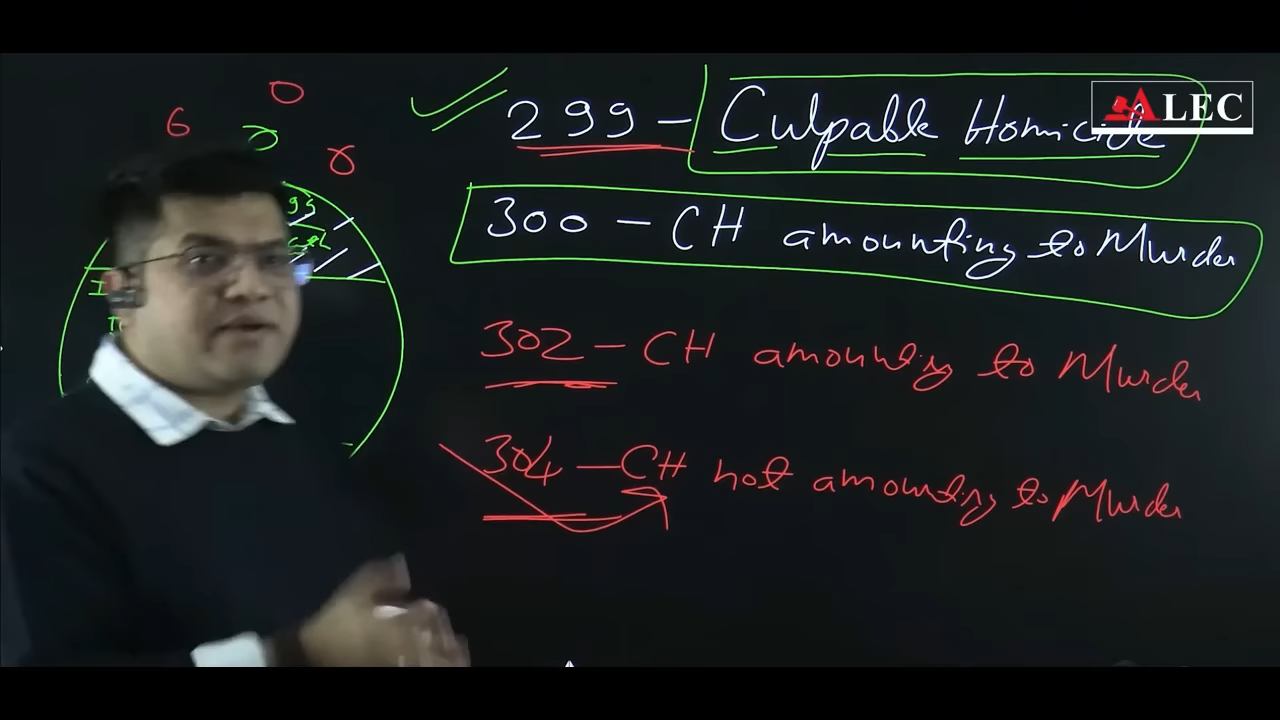 ALEC
299 - Culpable Homicide
300 - CH amounting to Murder
302 - CH amounting to Murder
304 - CH not amounting to Murder